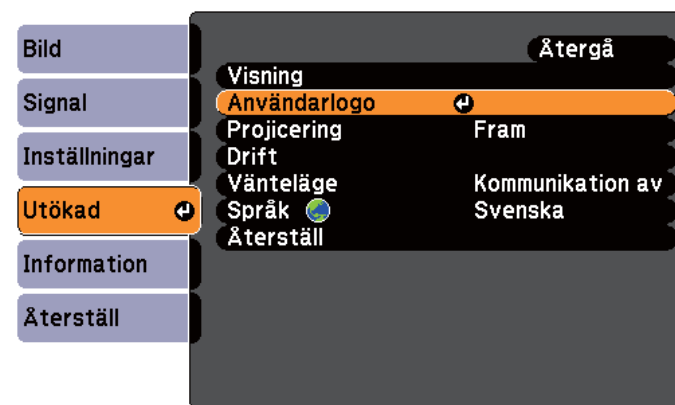 Bild
Signal
Inställningar
Utökad
Information
Återställ
Återgå
Visning
Användarlogo
Projicering Fram
Drift
Vänteläge Kommunikation av
Språk Svenska
Återställ